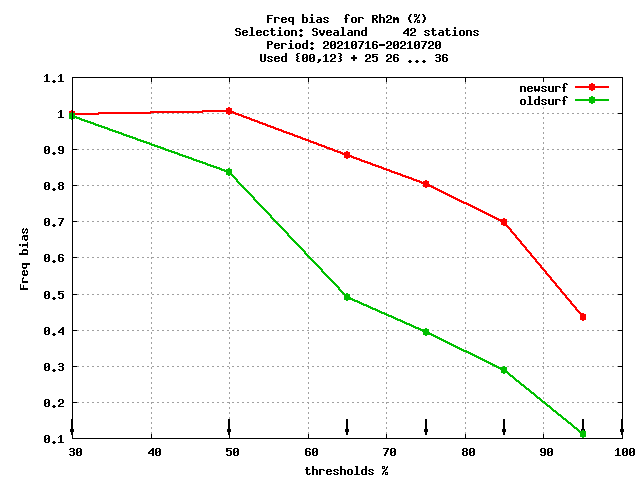 Freq bias  for Rh2m (%)
Selection: Svealand     42 stations
Period: 20210716-20210720
Used {00,12} + 25 26 ... 36
newsurf
oldsurf
1.1
1
0.9
0.8
0.7
0.6
0.5
0.4
0.3
0.2
0.1
Freq bias
30 40 50 60 70 80 90 100
thresholds %